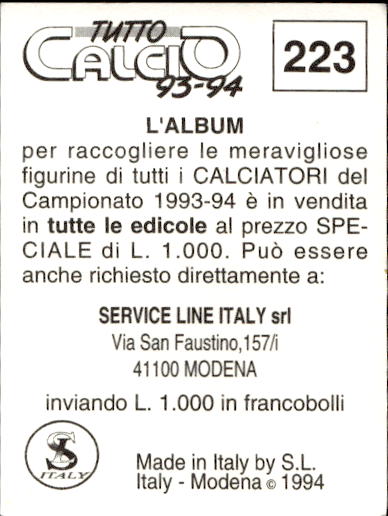 TUTTO
CALCIO
93-94
223
L'ALBUM
per raccogliere le meravigliose
figurine di tutti i CALCIATORI del
Campionato 1993-94 è in vendita
in tutte le edicole al prezzo SPE-
CIALE di L. 1.000. Può essere
anche richiesto direttamente a:
SERVICE LINE ITALY srl
Via San Faustino,157/i
41100 MODENA
inviando L. 1.000 in francobolli
SL
ITALY
Made in Italy by S.L.
Italy - Modena © 1994